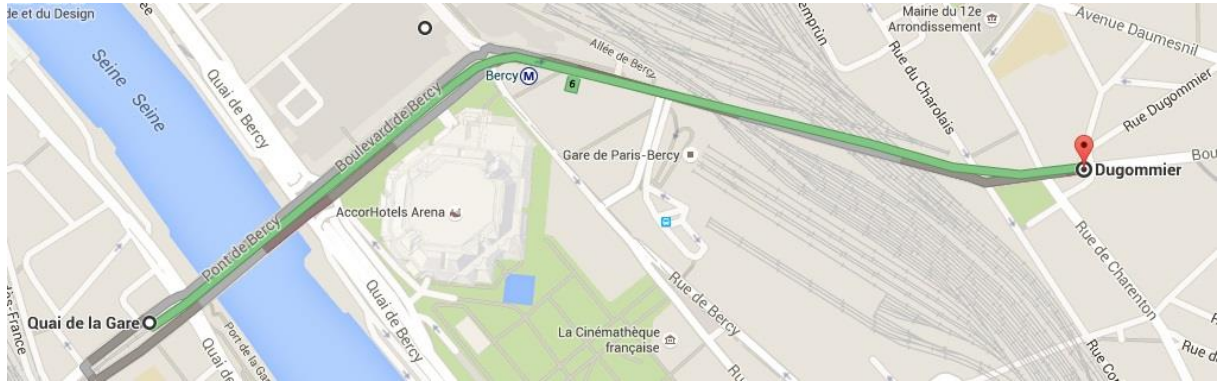 de et du Design
Seine
Seine
Quai de Bercy
Boulevard de Bercy
Bercy M
6
Allée de Bercy
Mairie du 12e
Arrondissement
Avenue Daumesnil
Rue du Charolais
Rue Dugommier
Dugommier
Gare de Paris-Bercy
AccorHotels Arena
Pont de Bercy
Quai de la Gare
Quai de Bercy
Rue de Bercy
Rue de Charenton
La Cinémathèque
française